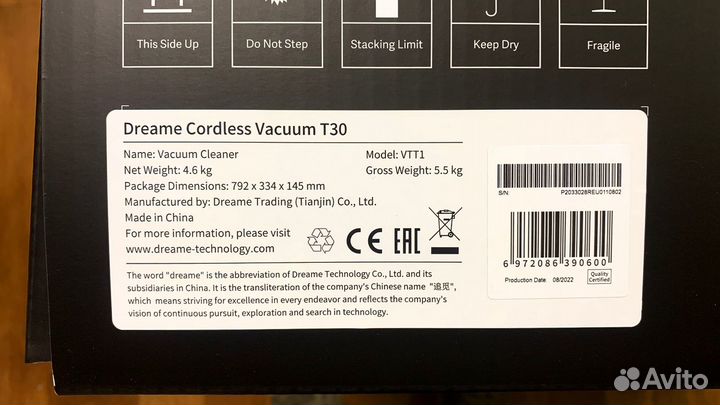 This Side Up
Do Not Step
Stacking Limit
Keep Dry
Fragile
Dreame Cordless Vacuum T30
Name: Vacuum Cleaner
Model: VTT1
Net Weight: 4.6 kg
Gross Weight: 5.5 kg
Package Dimensions: 792 x 334 x 145 mm
Manufactured by: Dreame Trading (Tianjin) Co., Ltd.
Made in China
For more information, please visit
www.dreame-technology.com
CE EAC
The word "dreame" is the abbreviation of Dreame Technology Co., Ltd. and its
subsidiaries in China. It is the transliteration of the company's Chinese name "追觅",
which means striving for excellence in every endeavor and reflects the company's
vision of continuous pursuit, exploration and search in technology.
S/N:
P2033028REU0110802
6 972086 390600
Production Date 08/2022
Quality
Certified
Avito